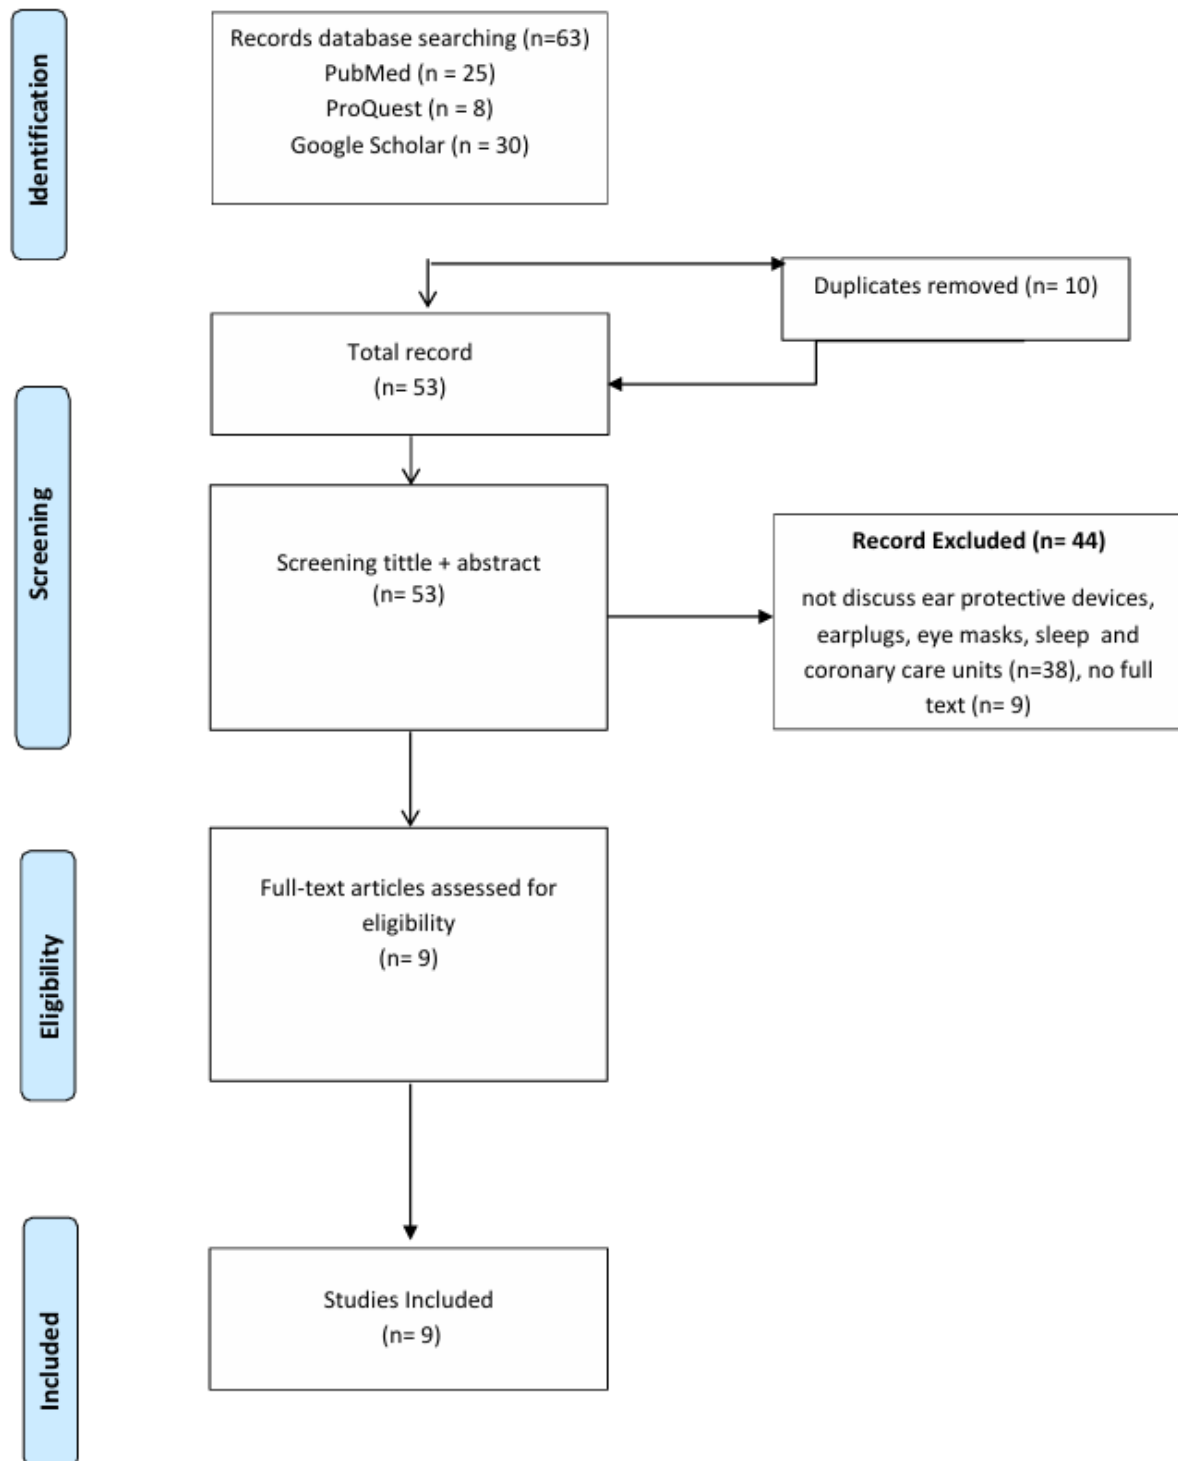 Identification
Records database searching (n=63)
PubMed (n = 25)
ProQuest (n = 8)
Google Scholar (n = 30)
Duplicates removed (n= 10)
Total record
(n= 53)
Screening
Screening tittle + abstract
(n= 53)
Record Excluded (n= 44)
not discuss ear protective devices,
earplugs, eye masks, sleep and
coronary care units (n=38), no full
text (n= 9)
Eligibility
Full-text articles assessed for
eligibility
(n= 9)
Included
Studies Included
(n= 9)